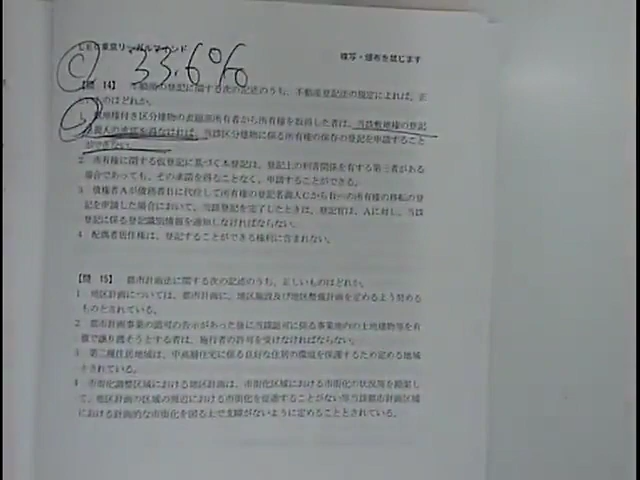 LEC東京リーガルマインド 複写・頒布を禁じます
C 33.6%
【問 14】 不動産の登記に関する次の記述のうち、不動産登記法の規定によれば、正
しいものはどれか。
1 敷地権付き区分建物の表題部所有者から所有権を取得した者は、当該敷地権の登記
名義人の承諾を得なければ、当該区分建物に係る所有権の保存の登記を申請すること
ができない。
2 所有権に関する仮登記に基づく本登記は、登記上の利害関係を有する第三者がある
場合であっても、その承諾を得ることなく、申請することができる。
3 債権者Aが債務者Bに代位して所有権の登記名義人CからBへの所有権の移転の登
記を申請した場合において、当該登記を完了したときは、登記官は、Aに対し、当該
登記に係る登記識別情報を通知しなければならない。
4 配偶者居住権は、登記することができる権利に含まれない。
【問 15】 都市計画法に関する次の記述のうち、正しいものはどれか。
1 地区計画については、都市計画に、地区施設及び地区整備計画を定めるよう努める
ものとされている。
2 都市計画事業の認可の告示があった後に当該認可に係る事業地内の土地建物等を有
償で譲り渡そうとする者は、施行者の許可を受けなければならない。
3 第二種住居地域は、中高層住宅に係る良好な住居の環境を保護するため定める地域
とされている。
4 市街化調整区域における地区計画は、市街化区域における市街化の状況等を勘案し
て、地区計画の区域の周辺における市街化を促進することがない等当該都市計画区域
における計画的な市街化を図る上で支障がないように定めることとされている。